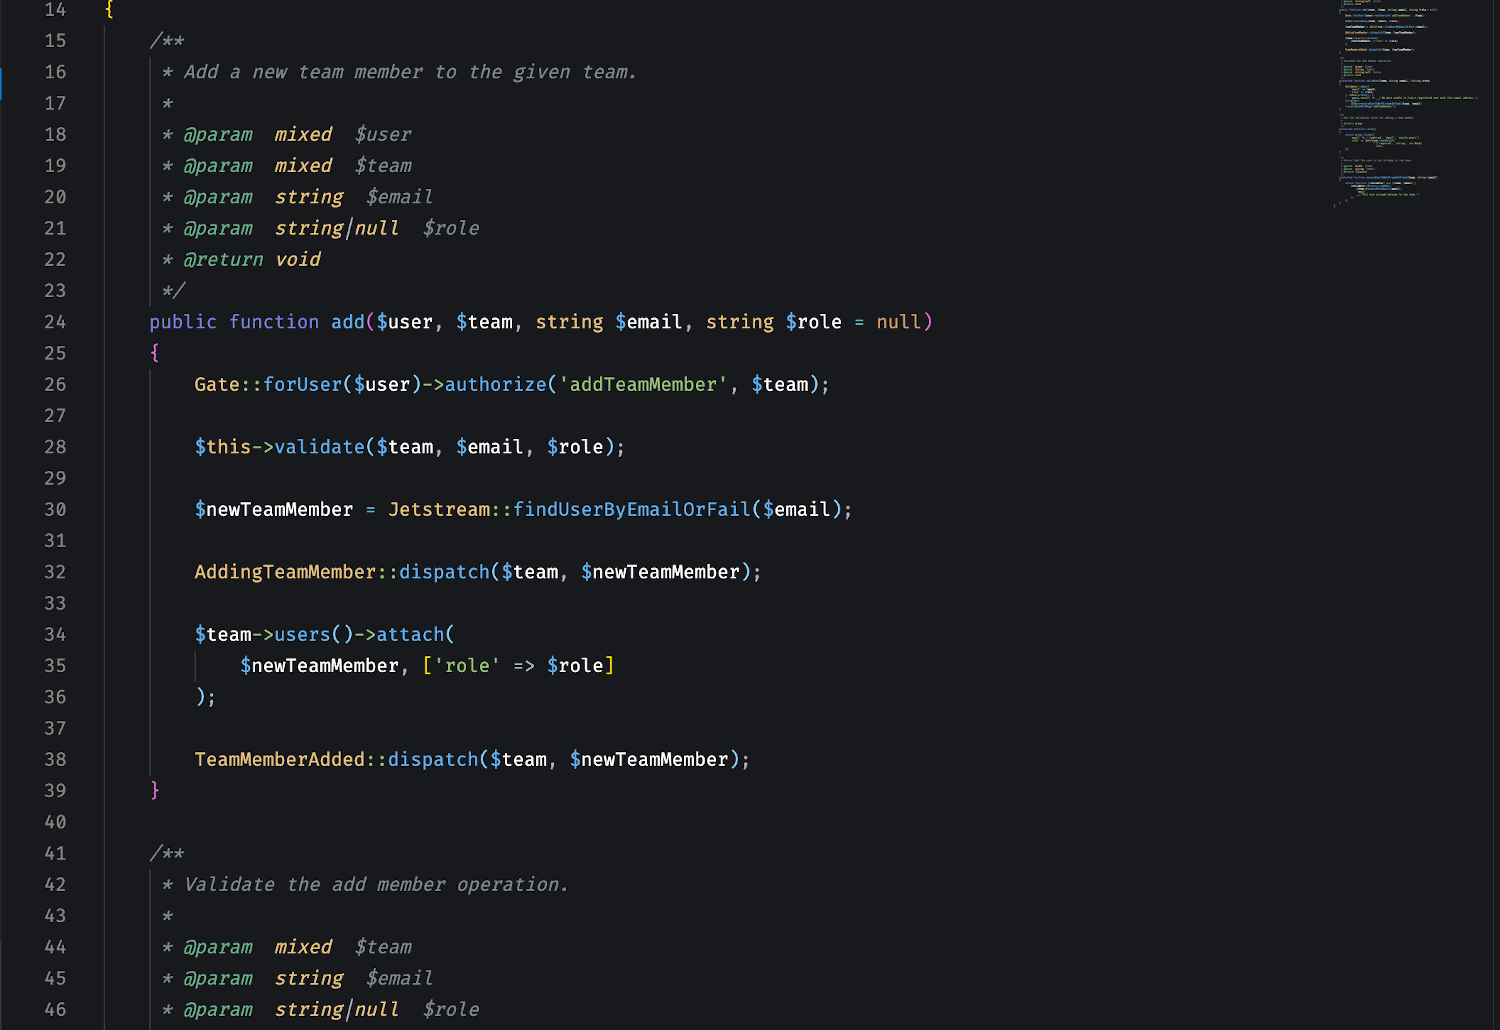 14 {
15 /**
16 * Add a new team member to the given team.
17 *
18 * @param mixed $user
19 * @param mixed $team
20 * @param string $email
21 * @param string|null $role
22 * @return void
23 */
24 public function add($user, $team, string $email, string $role = null)
25 {
26 Gate::forUser($user)->authorize('addTeamMember', $team);
27
28 $this->validate($team, $email, $role);
29
30 $newTeamMember = Jetstream::findUserByEmailOrFail($email);
31
32 AddingTeamMember::dispatch($team, $newTeamMember);
33
34 $team->users()->attach(
35 $newTeamMember, ['role' => $role]
36 );
37
38 TeamMemberAdded::dispatch($team, $newTeamMember);
39 }
40
41 /**
42 * Validate the add member operation.
43 *
44 * @param mixed $team
45 * @param string $email
46 * @param string|null $role